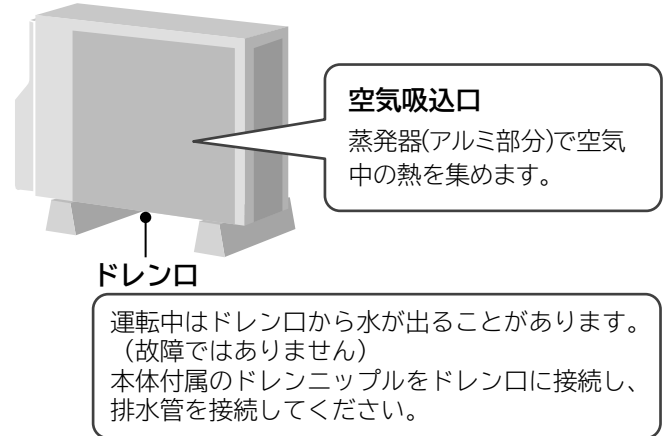 空気吸込口
蒸発器(アルミ部分)で空気
中の熱を集めます。
ドレン口
運転中はドレン口から水が出ることがあります。
（故障ではありません）
本体付属のドレンニップルをドレン口に接続し、
排水管を接続してください。